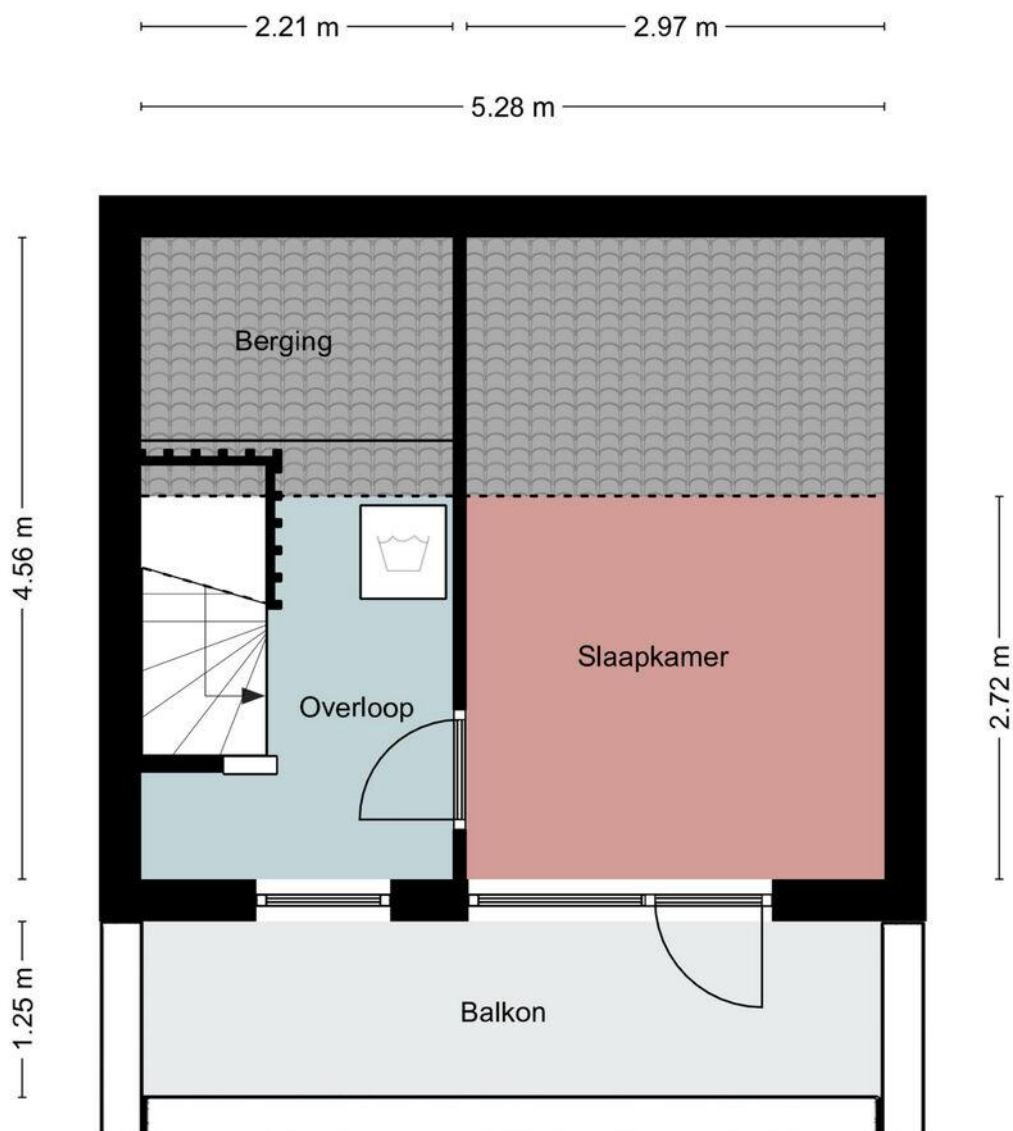 2.21 m
2.97 m
5.28 m
Berging
4.56 m
Slaapkamer
2.72 m
Overloop
1.25 m
Balkon